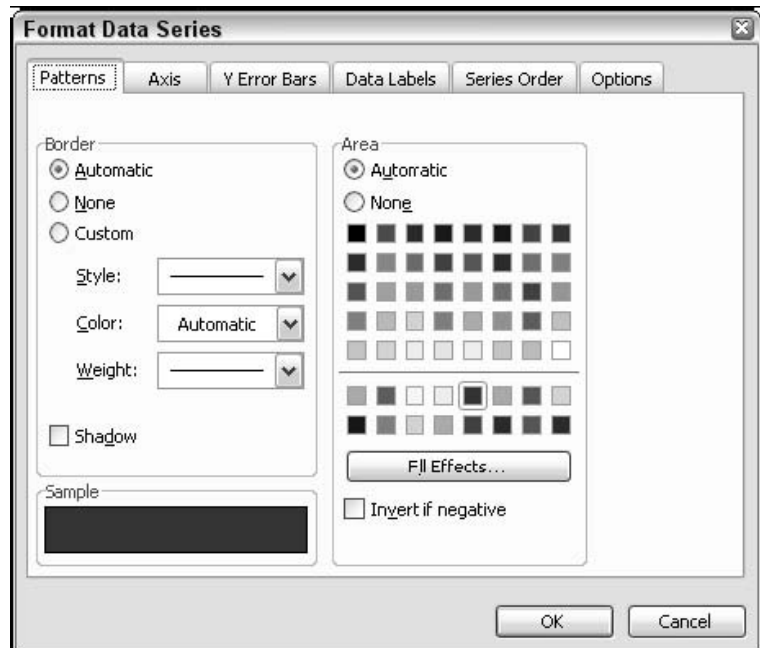 Format Data Series
Patterns Axis Y Error Bars Data Labels Series Order Options
Border
Automatic
None
Custom
Style:
Color: Automatic
Weight:
Shadow
Sample
Area
Automatic
None
Fill Effects...
Invert if negative
OK Cancel